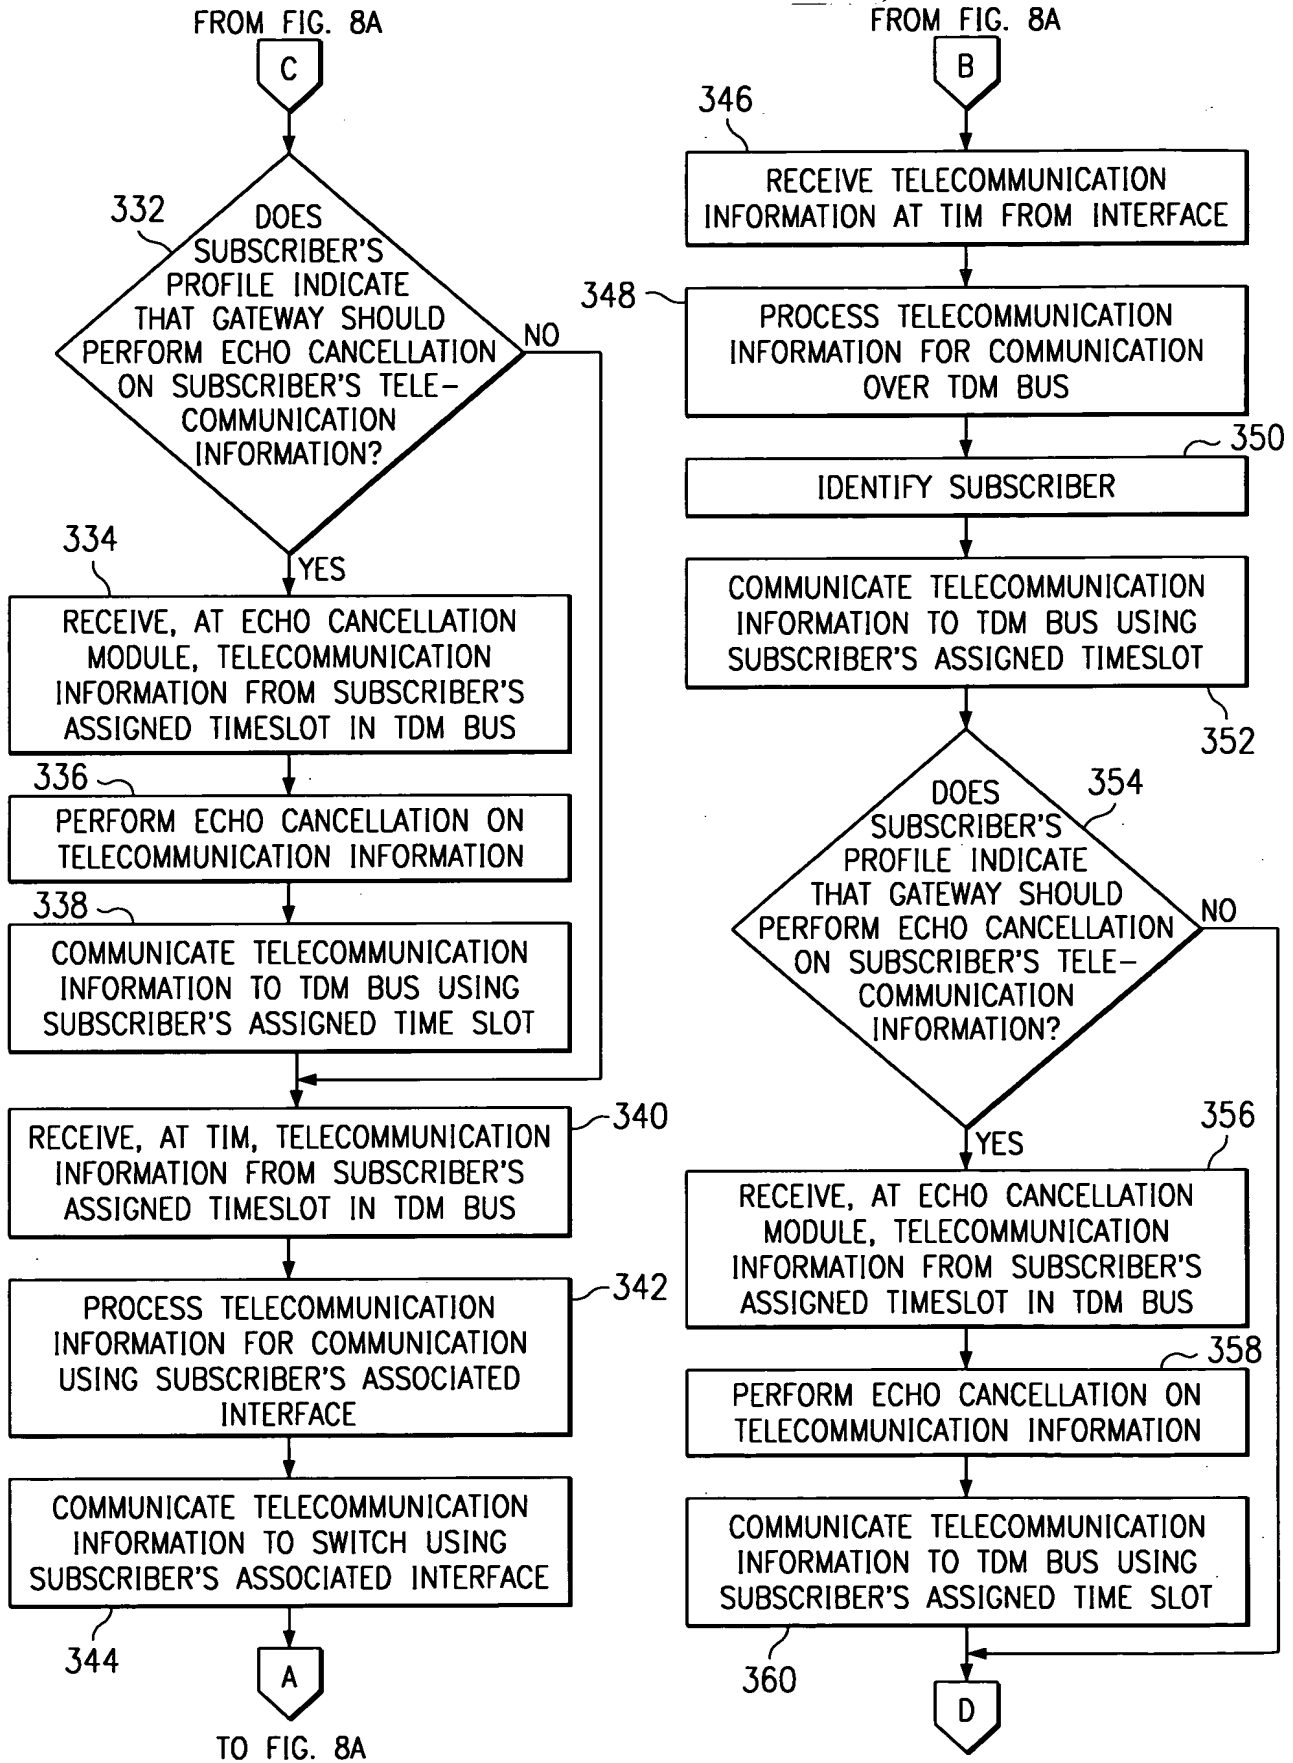 FROM FIG. 8A
C
332
DOES
SUBSCRIBER'S
PROFILE INDICATE
THAT GATEWAY SHOULD
PERFORM ECHO CANCELLATION
ON SUBSCRIBER'S TELE-
COMMUNICATION
INFORMATION?
NO
YES
334
RECEIVE, AT ECHO CANCELLATION
MODULE, TELECOMMUNICATION
INFORMATION FROM SUBSCRIBER'S
ASSIGNED TIMESLOT IN TDM BUS
336
PERFORM ECHO CANCELLATION ON
TELECOMMUNICATION INFORMATION
338
COMMUNICATE TELECOMMUNICATION
INFORMATION TO TDM BUS USING
SUBSCRIBER'S ASSIGNED TIME SLOT
340
RECEIVE, AT TIM, TELECOMMUNICATION
INFORMATION FROM SUBSCRIBER'S
ASSIGNED TIMESLOT IN TDM BUS
342
PROCESS TELECOMMUNICATION
INFORMATION FOR COMMUNICATION
USING SUBSCRIBER'S ASSOCIATED
INTERFACE
COMMUNICATE TELECOMMUNICATION
INFORMATION TO SWITCH USING
SUBSCRIBER'S ASSOCIATED INTERFACE
344
A
TO FIG. 8A
FROM FIG. 8A
B
346
RECEIVE TELECOMMUNICATION
INFORMATION AT TIM FROM INTERFACE
348
PROCESS TELECOMMUNICATION
INFORMATION FOR COMMUNICATION
OVER TDM BUS
350
IDENTIFY SUBSCRIBER
COMMUNICATE TELECOMMUNICATION
INFORMATION TO TDM BUS USING
SUBSCRIBER'S ASSIGNED TIMESLOT
352
354
DOES
SUBSCRIBER'S
PROFILE INDICATE
THAT GATEWAY SHOULD
PERFORM ECHO CANCELLATION
ON SUBSCRIBER'S TELE-
COMMUNICATION
INFORMATION?
NO
YES
356
RECEIVE, AT ECHO CANCELLATION
MODULE, TELECOMMUNICATION
INFORMATION FROM SUBSCRIBER'S
ASSIGNED TIMESLOT IN TDM BUS
358
PERFORM ECHO CANCELLATION ON
TELECOMMUNICATION INFORMATION
COMMUNICATE TELECOMMUNICATION
INFORMATION TO TDM BUS USING
SUBSCRIBER'S ASSIGNED TIME SLOT
360
D